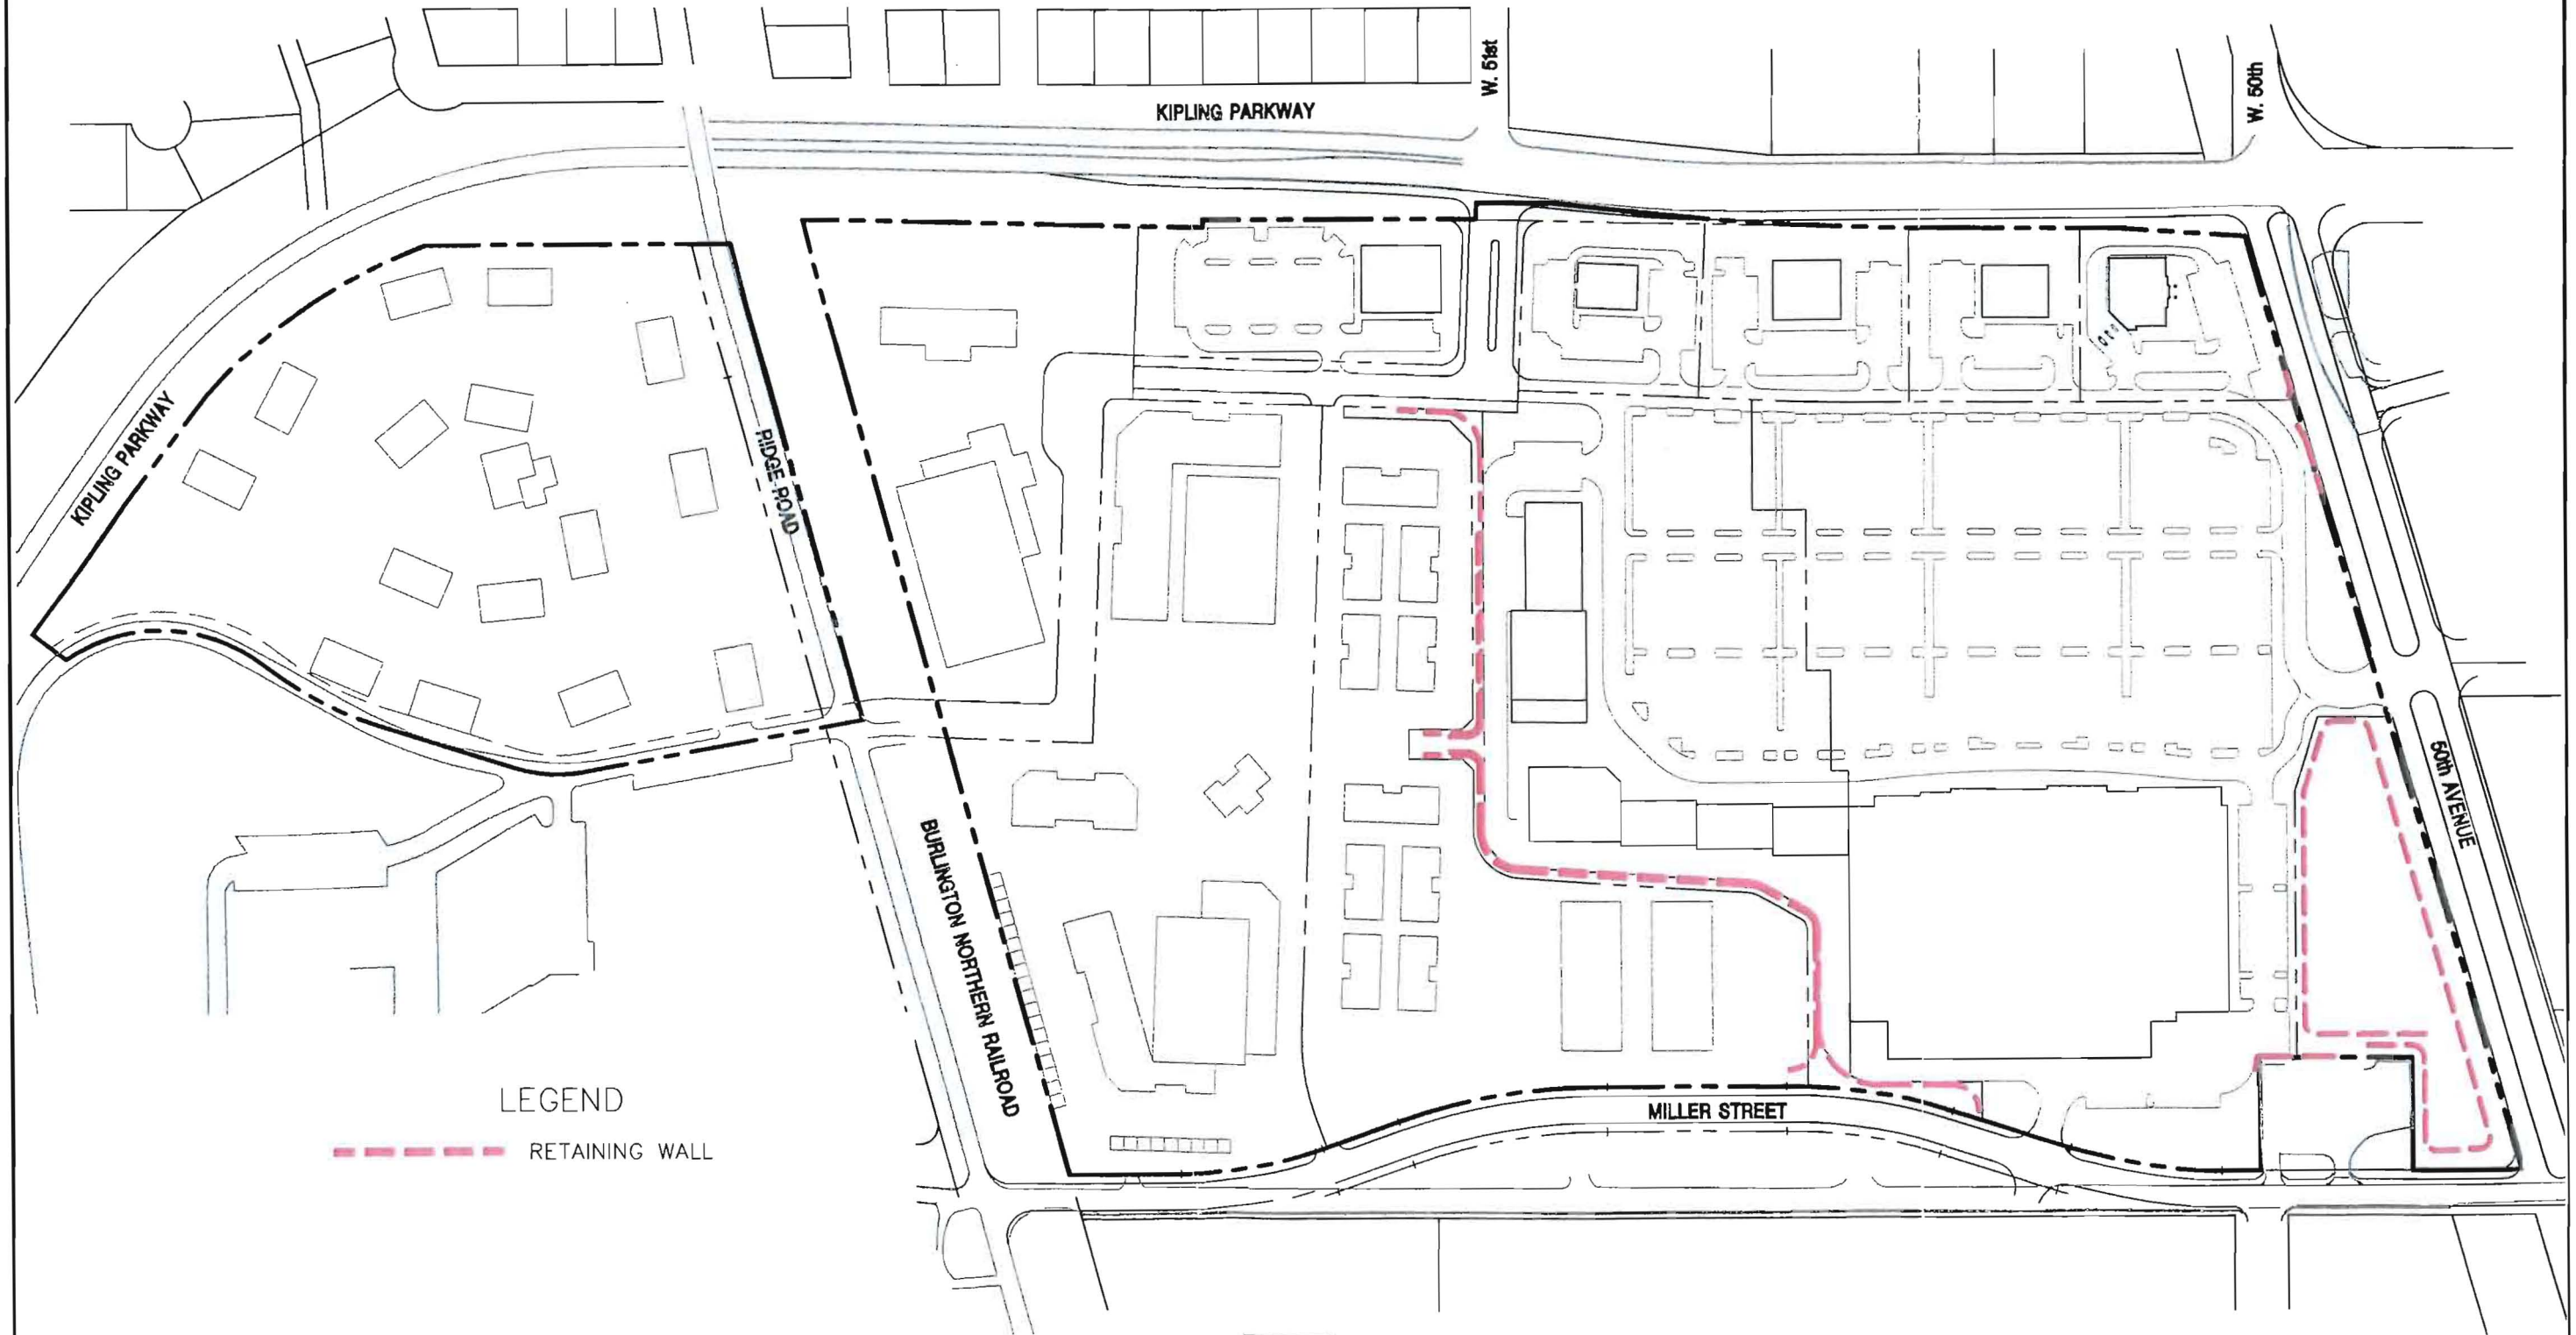 W. 51st
W. 50th
KIPLING PARKWAY
KIPLING PARKWAY
RIDGE ROAD
50th AVENUE
BURLINGTON NORTHERN RAILROAD
LEGEND
RETAINING WALL
MILLER STREET